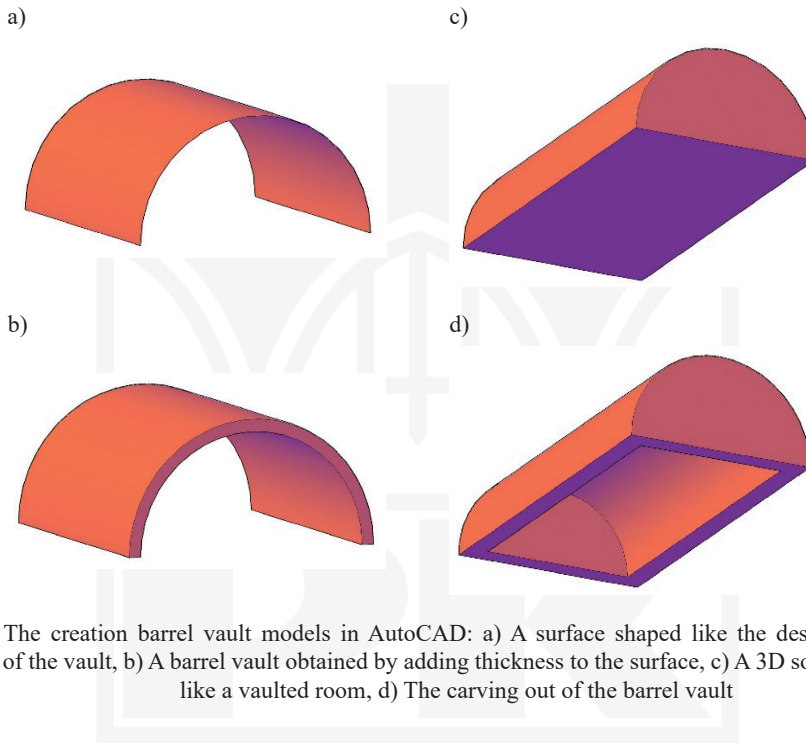 a)
c)
b)
d)
The creation barrel vault models in AutoCAD: a) A surface shaped like the des
of the vault, b) A barrel vault obtained by adding thickness to the surface, c) A 3D so
like a vaulted room, d) The carving out of the barrel vault